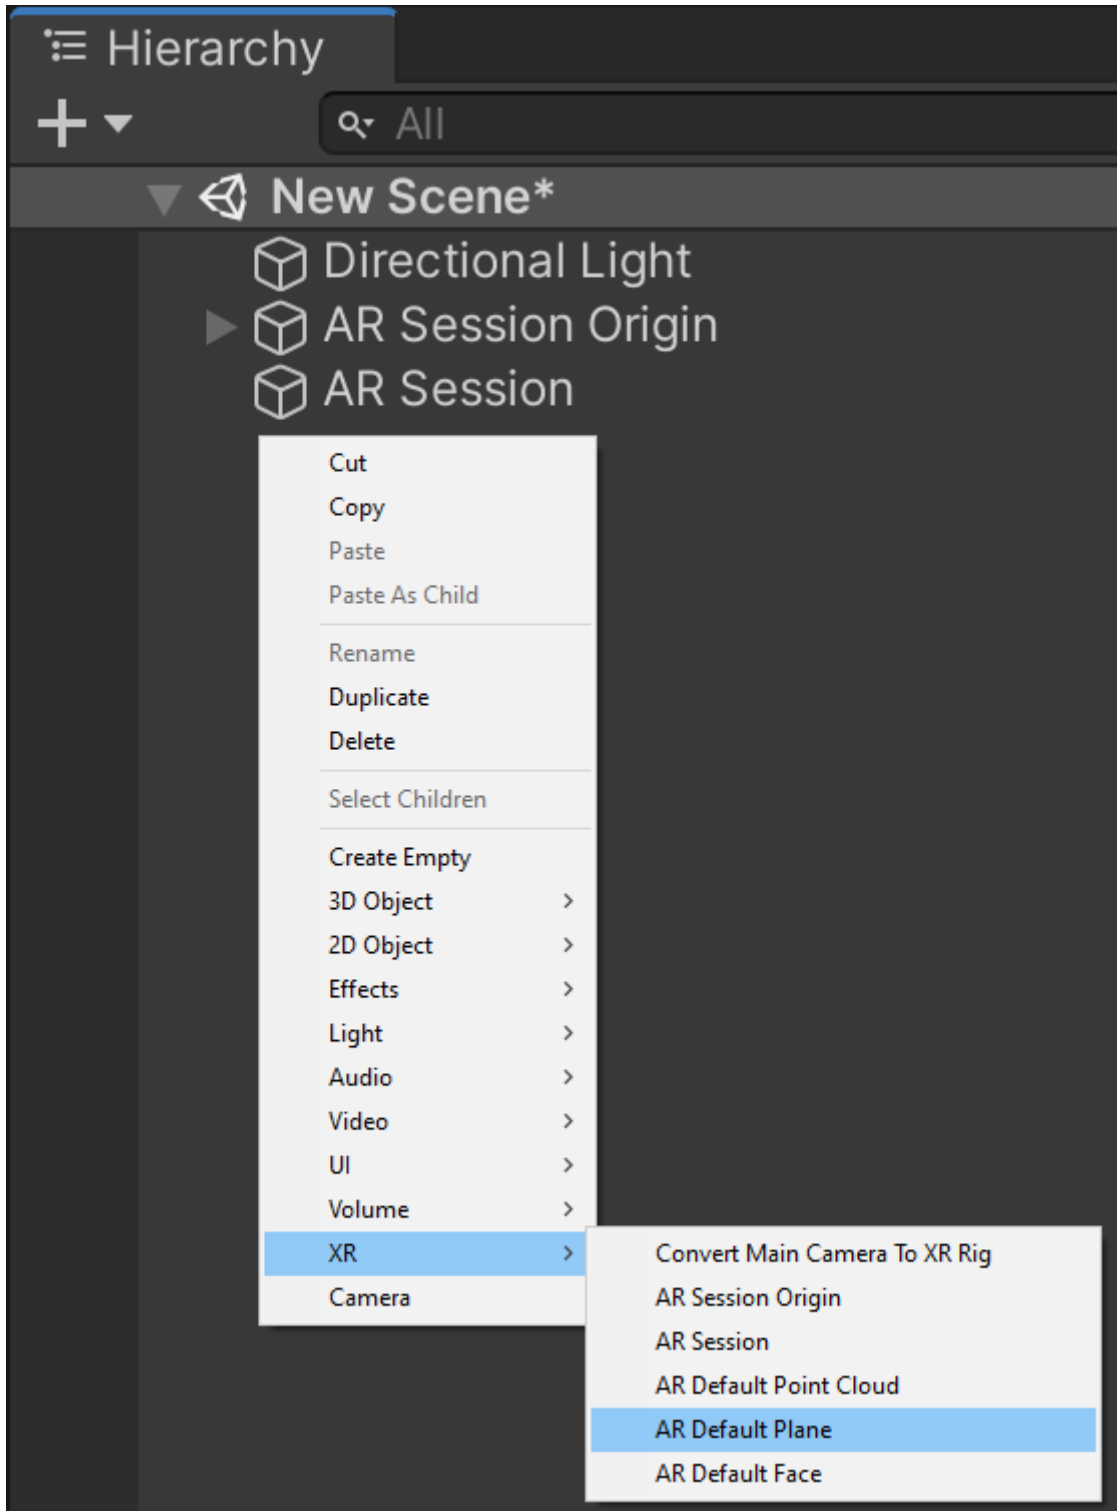 Hierarchy
All
New Scene*
Directional Light
AR Session Origin
AR Session
Cut
Copy
Paste
Paste As Child
Rename
Duplicate
Delete
Select Children
Create Empty
3D Object
2D Object
Effects
Light
Audio
Video
UI
Volume
XR
Camera
Convert Main Camera To XR Rig
AR Session Origin
AR Session
AR Default Point Cloud
AR Default Plane
AR Default Face